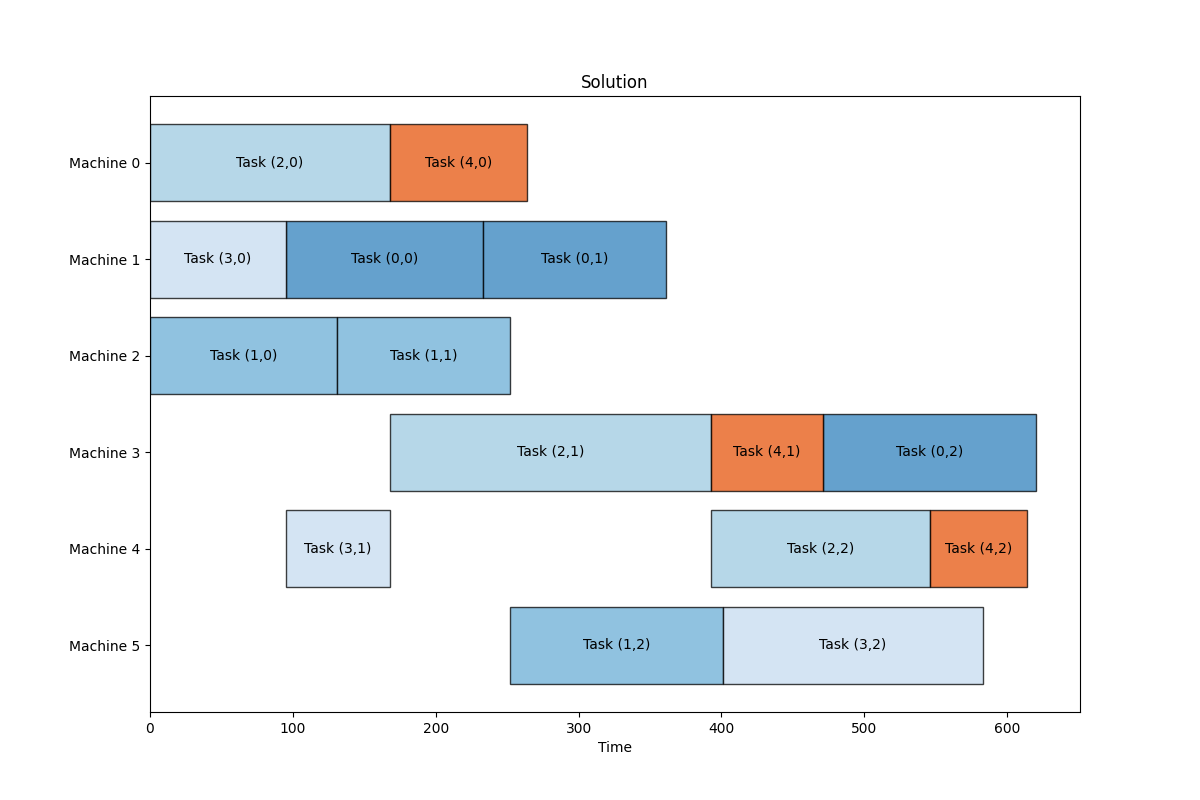 Solution
Machine 0
Task (2,0)
Task (4,0)
Machine 1
Task (3,0)
Task (0,0)
Task (0,1)
Machine 2
Task (1,0)
Task (1,1)
Machine 3
Task (2,1)
Task (4,1)
Task (0,2)
Machine 4
Task (3,1)
Task (2,2)
Task (4,2)
Machine 5
Task (1,2)
Task (3,2)
0 100 200 300 400 500 600
Time